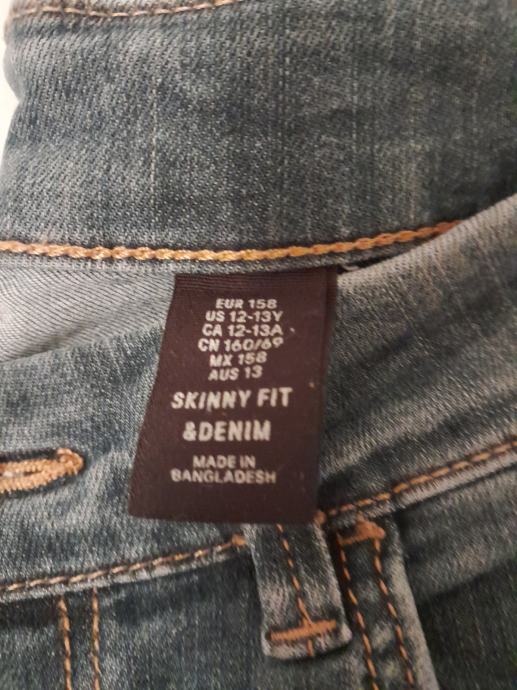 EUR 158
US 12-13Y
CA 12-13A
CN 160/69
MX 158
AUS 13
SKINNY FIT
&DENIM
MADE IN
BANGLADESH